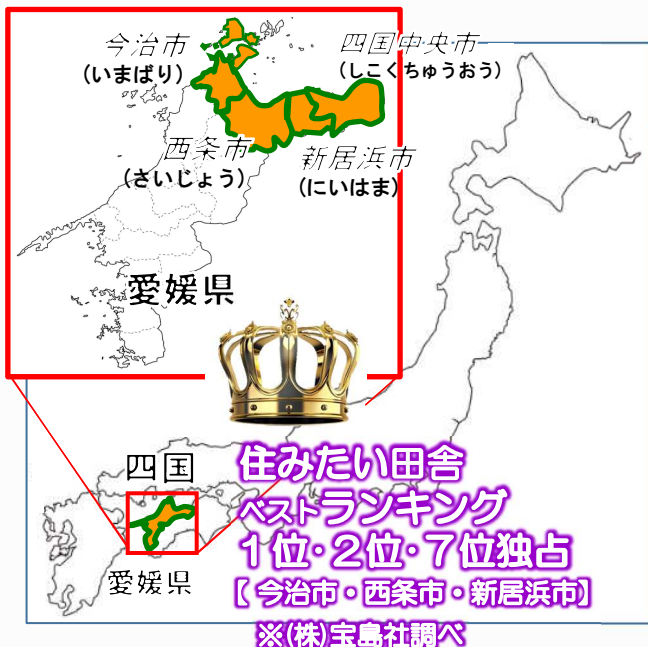 今治市
(いまばり)
四国中央市
(しこくちゅうおう)
西条市
(さいじょう)
新居浜市
(にいはま)
愛媛県
四国
愛媛県
住みたい田舎
ベストランキング
1位・2位・7位独占
【 今治市・西条市・新居浜市】
※(株)宝島社調べ